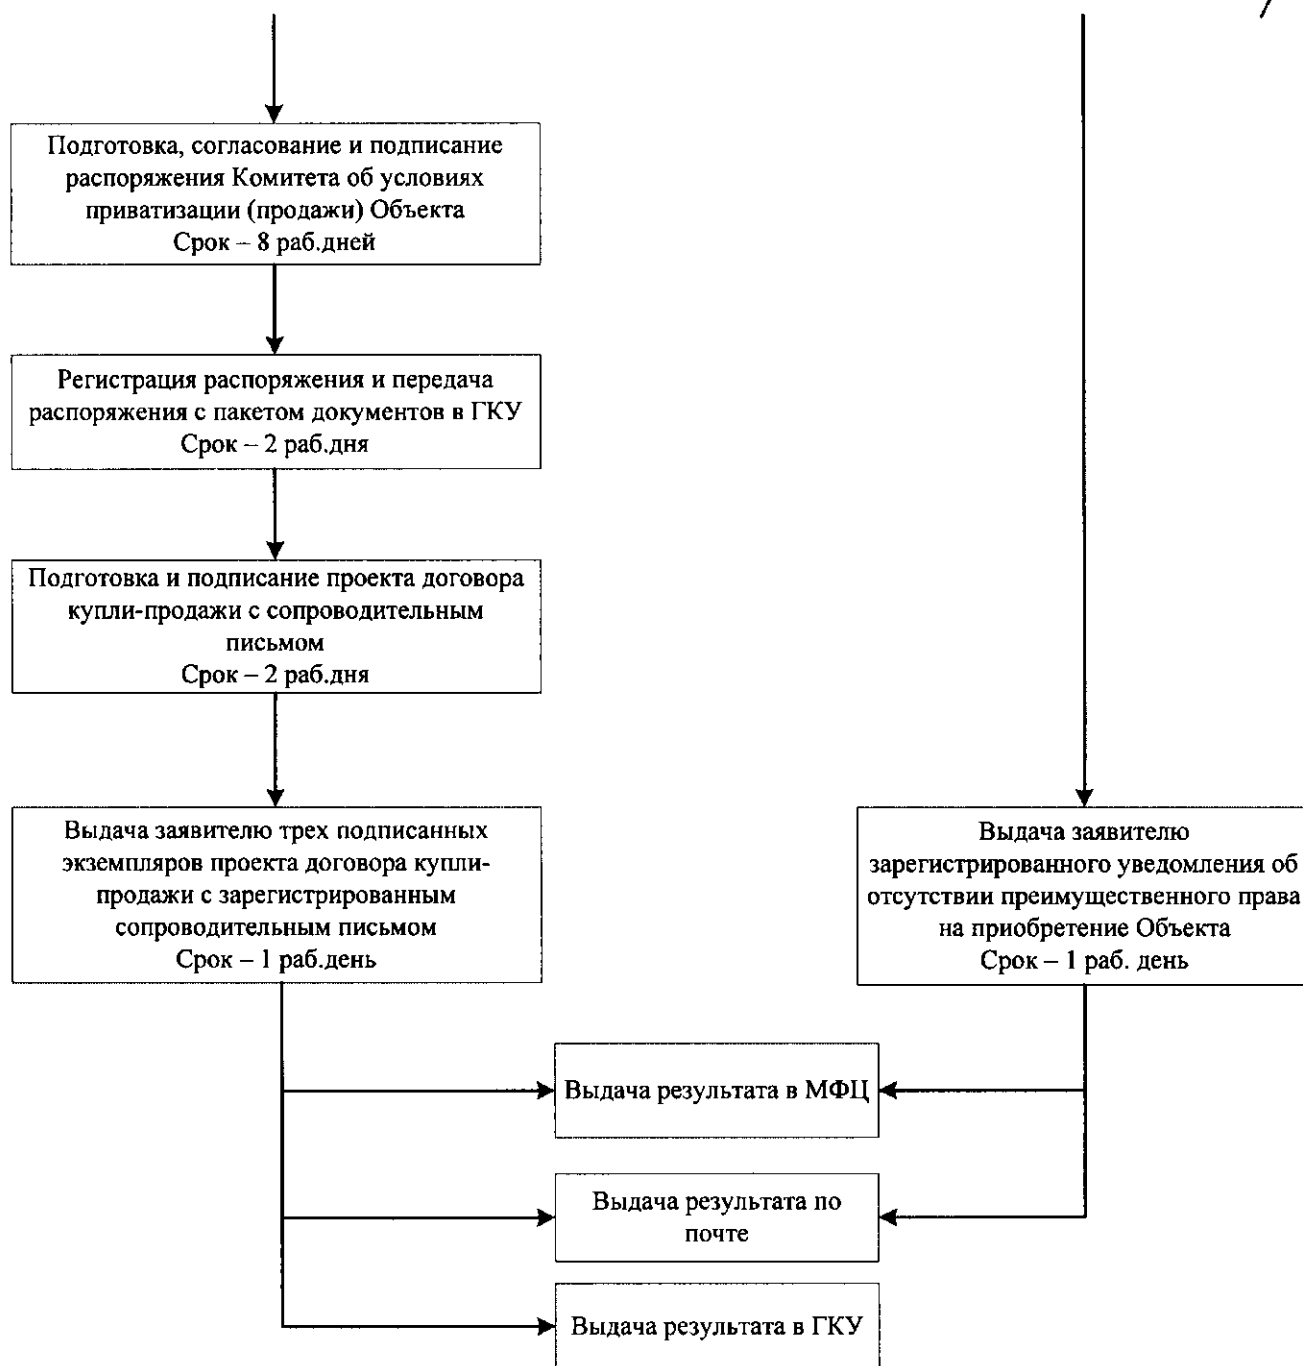 Подготовка, согласование и подписание
распоряжения Комитета об условиях
приватизации (продажи) Объекта
Срок – 8 раб.дней
Регистрация распоряжения и передача
распоряжения с пакетом документов в ГКУ
Срок – 2 раб.дня
Подготовка и подписание проекта договора
купли-продажи с сопроводительным
письмом
Срок – 2 раб.дня
Выдача заявителю трех подписанных
экземпляров проекта договора купли-
продажи с зарегистрированным
сопроводительным письмом
Срок – 1 раб.день
Выдача заявителю
зарегистрированного уведомления об
отсутствии преимущественного права
на приобретение Объекта
Срок – 1 раб. день
Выдача результата в МФЦ
Выдача результата по
почте
Выдача результата в ГКУ